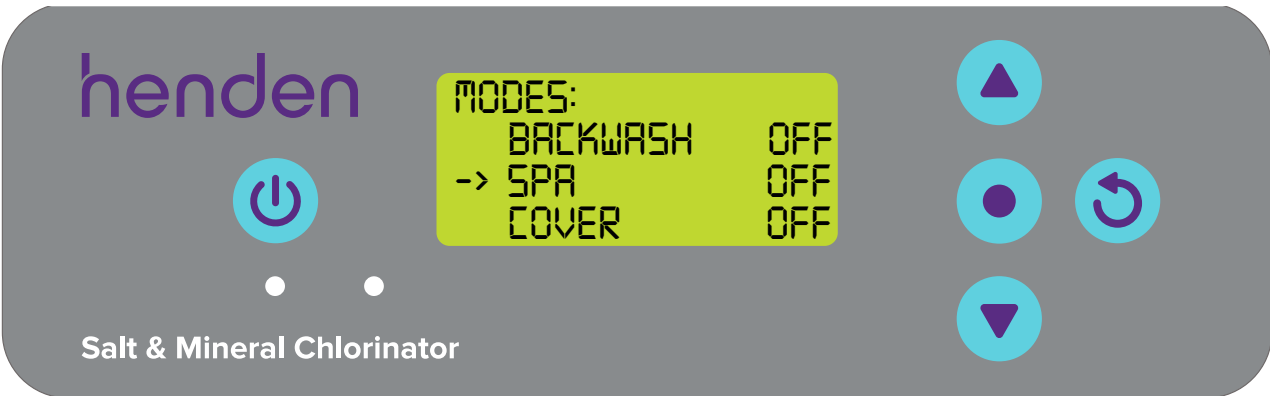 henden
MODES:
BACKWASH OFF
-> SPA OFF
COVER OFF
Salt & Mineral Chlorinator